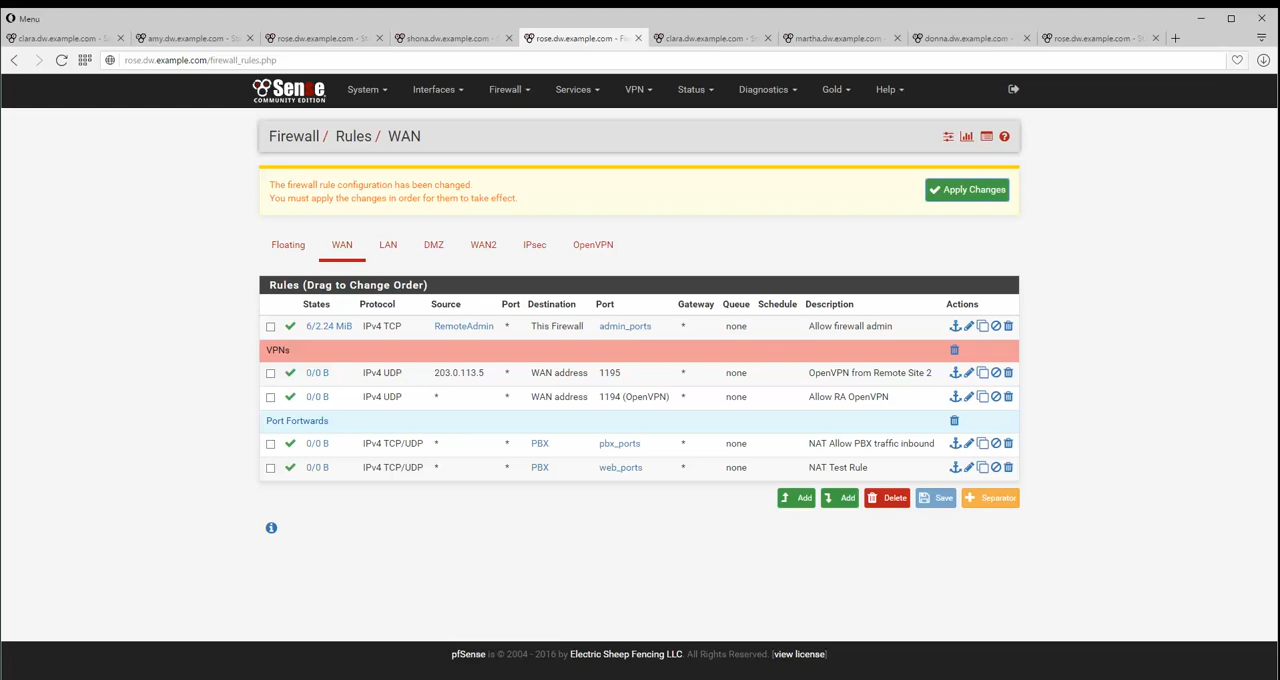 Menu
clara.dw.example.com - S
amy.dw.example.com - St
rose.dw.example.com - St
shona.dw.example.com - S
rose.dw.example.com - Fi
clara.dw.example.com - S
martha.dw.example.com -
donna.dw.example.com -
rose.dw.example.com - St
rose.dw.example.com/firewall_rules.php
Sense
COMMUNITY EDITION
System
Interfaces
Firewall
Services
VPN
Status
Diagnostics
Gold
Help
Firewall / Rules / WAN
The firewall rule configuration has been changed.
You must apply the changes in order for them to take effect.
Apply Changes
Floating WAN LAN DMZ WAN2 IPsec OpenVPN
Rules (Drag to Change Order)
States Protocol Source Port Destination Port Gateway Queue Schedule Description Actions
6/2.24 MiB IPv4 TCP RemoteAdmin * This Firewall admin_ports * none Allow firewall admin
VPNs
0/0 B IPv4 UDP 203.0.113.5 * WAN address 1195 * none OpenVPN from Remote Site 2
0/0 B IPv4 UDP * * WAN address 1194 (OpenVPN) * none Allow RA OpenVPN
Port Fortwards
0/0 B IPv4 TCP/UDP * * PBX pbx_ports * none NAT Allow PBX traffic inbound
0/0 B IPv4 TCP/UDP * * PBX web_ports * none NAT Test Rule
Add Add Delete Save Separator
pfSense is © 2004 - 2016 by Electric Sheep Fencing LLC. All Rights Reserved. [view license]